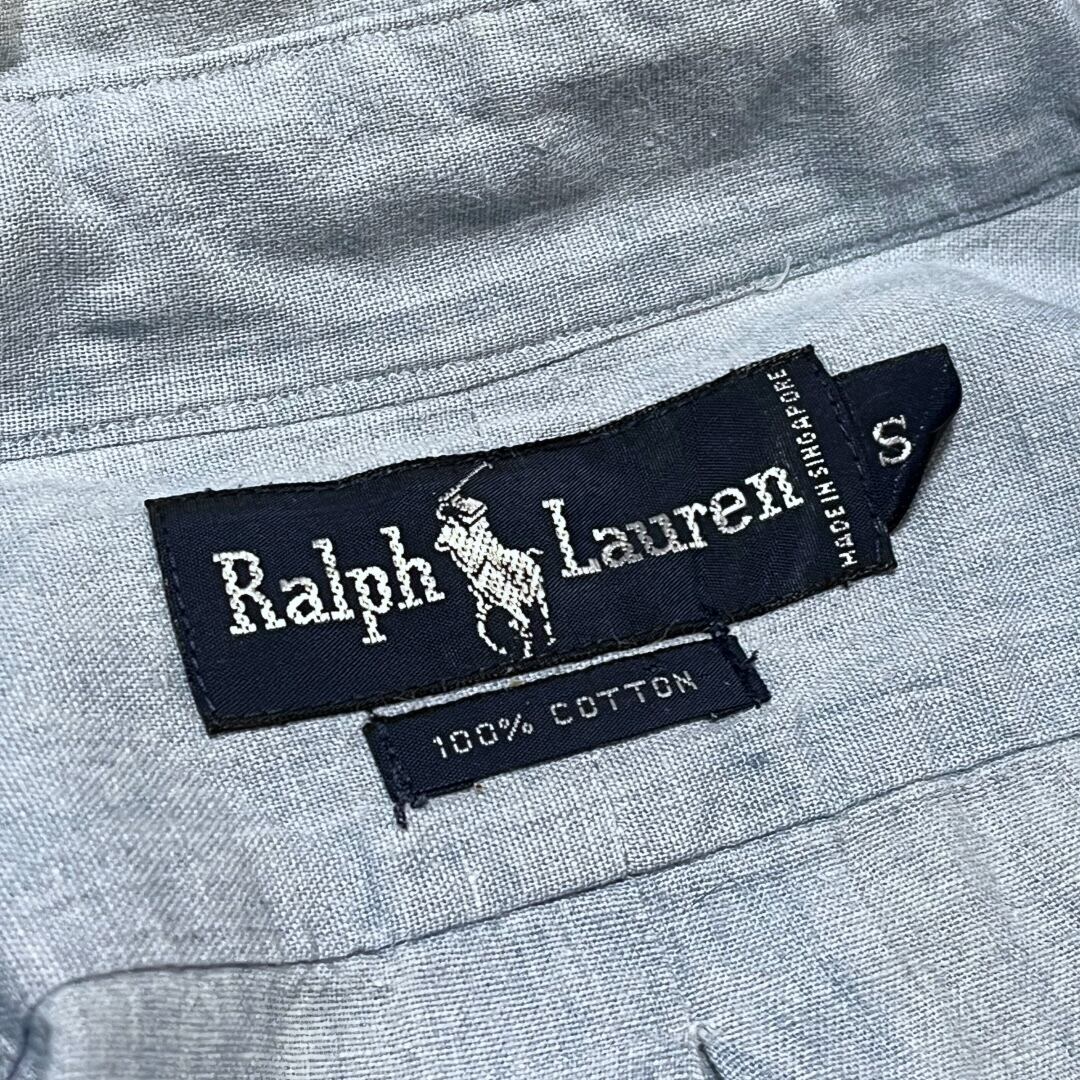 Ralph Lauren
MADE IN SINGAPORE
S
100% COTTON